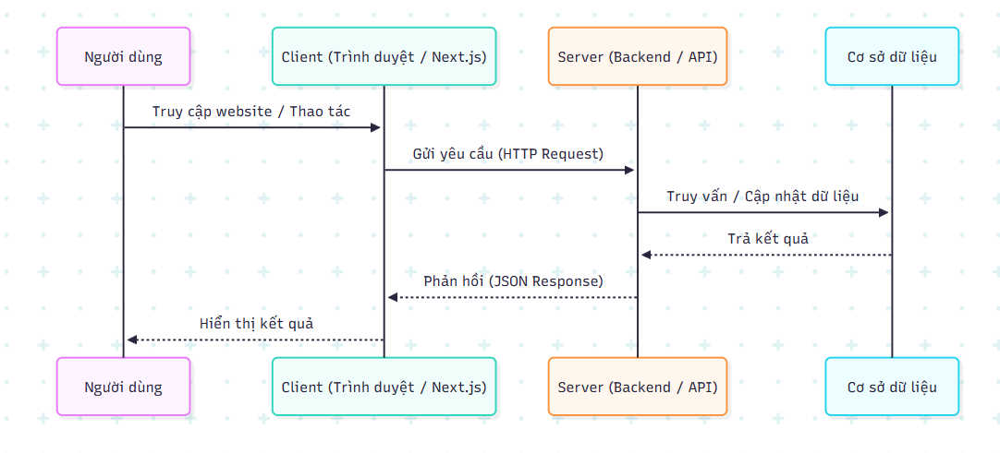 Người dùng
Client (Trình duyệt / Next.js)
Server (Backend / API)
Cơ sở dữ liệu
Truy cập website / Thao tác
Gửi yêu cầu (HTTP Request)
Truy vấn / Cập nhật dữ liệu
Trả kết quả
Phản hồi (JSON Response)
Hiển thị kết quả
Người dùng
Client (Trình duyệt / Next.js)
Server (Backend / API)
Cơ sở dữ liệu